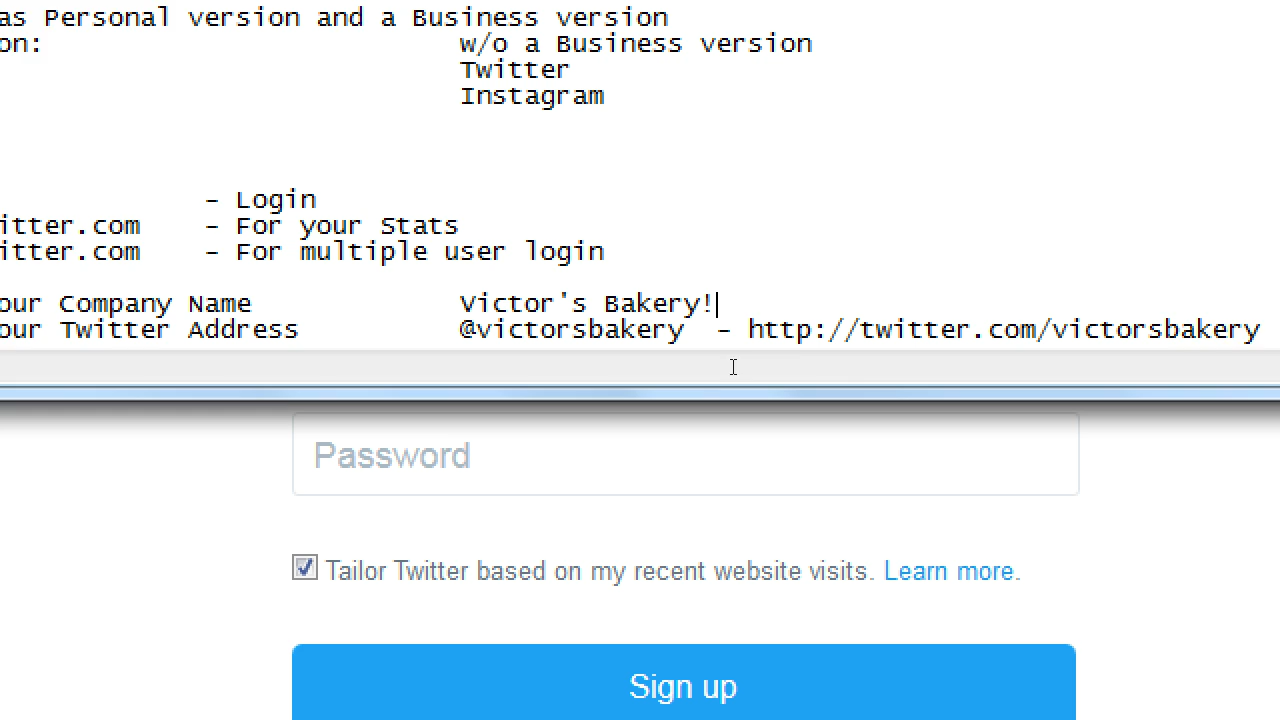 as Personal version and a Business version
on: w/o a Business version
Twitter
Instagram
- Login
itter.com - For your Stats
itter.com - For multiple user login
our Company Name Victor's Bakery!
our Twitter Address @victorsbakery - http://twitter.com/victorsbakery
Password
Tailor Twitter based on my recent website visits. Learn more.
Sign up